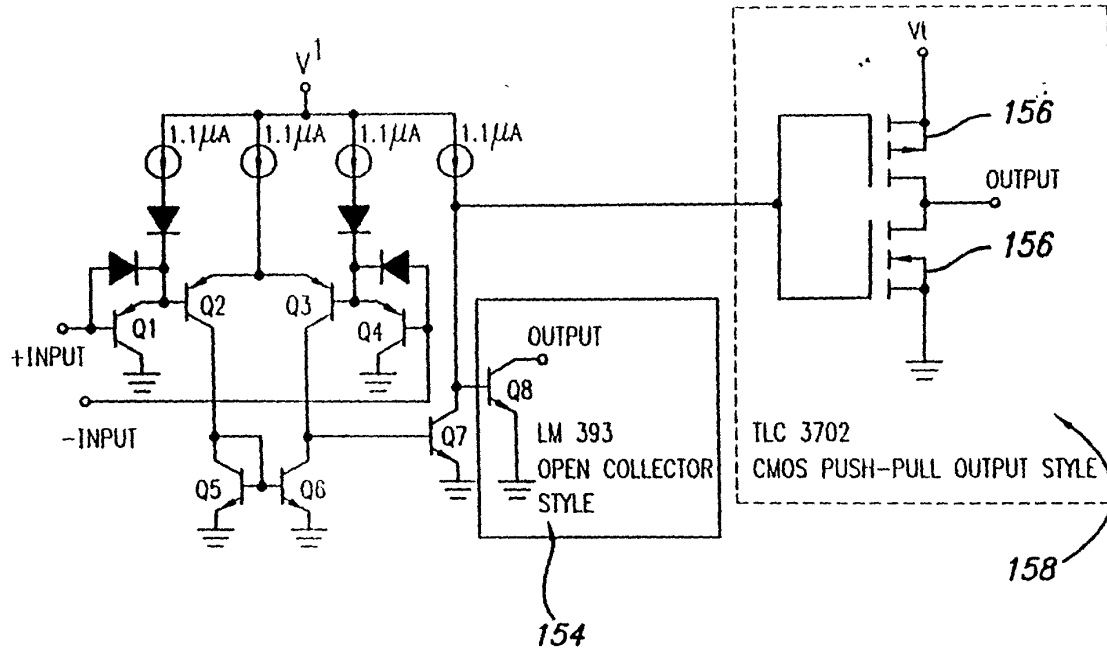 V1
1.1μA 1.1μA 1.1μA 1.1μA
Vt
156
OUTPUT
156
Q1
Q2
Q3
Q4
+INPUT
-INPUT
Q5
Q6
Q7
OUTPUT
Q8
LM 393
OPEN COLLECTOR
STYLE
TLC 3702
CMOS PUSH-PULL OUTPUT STYLE
154
158